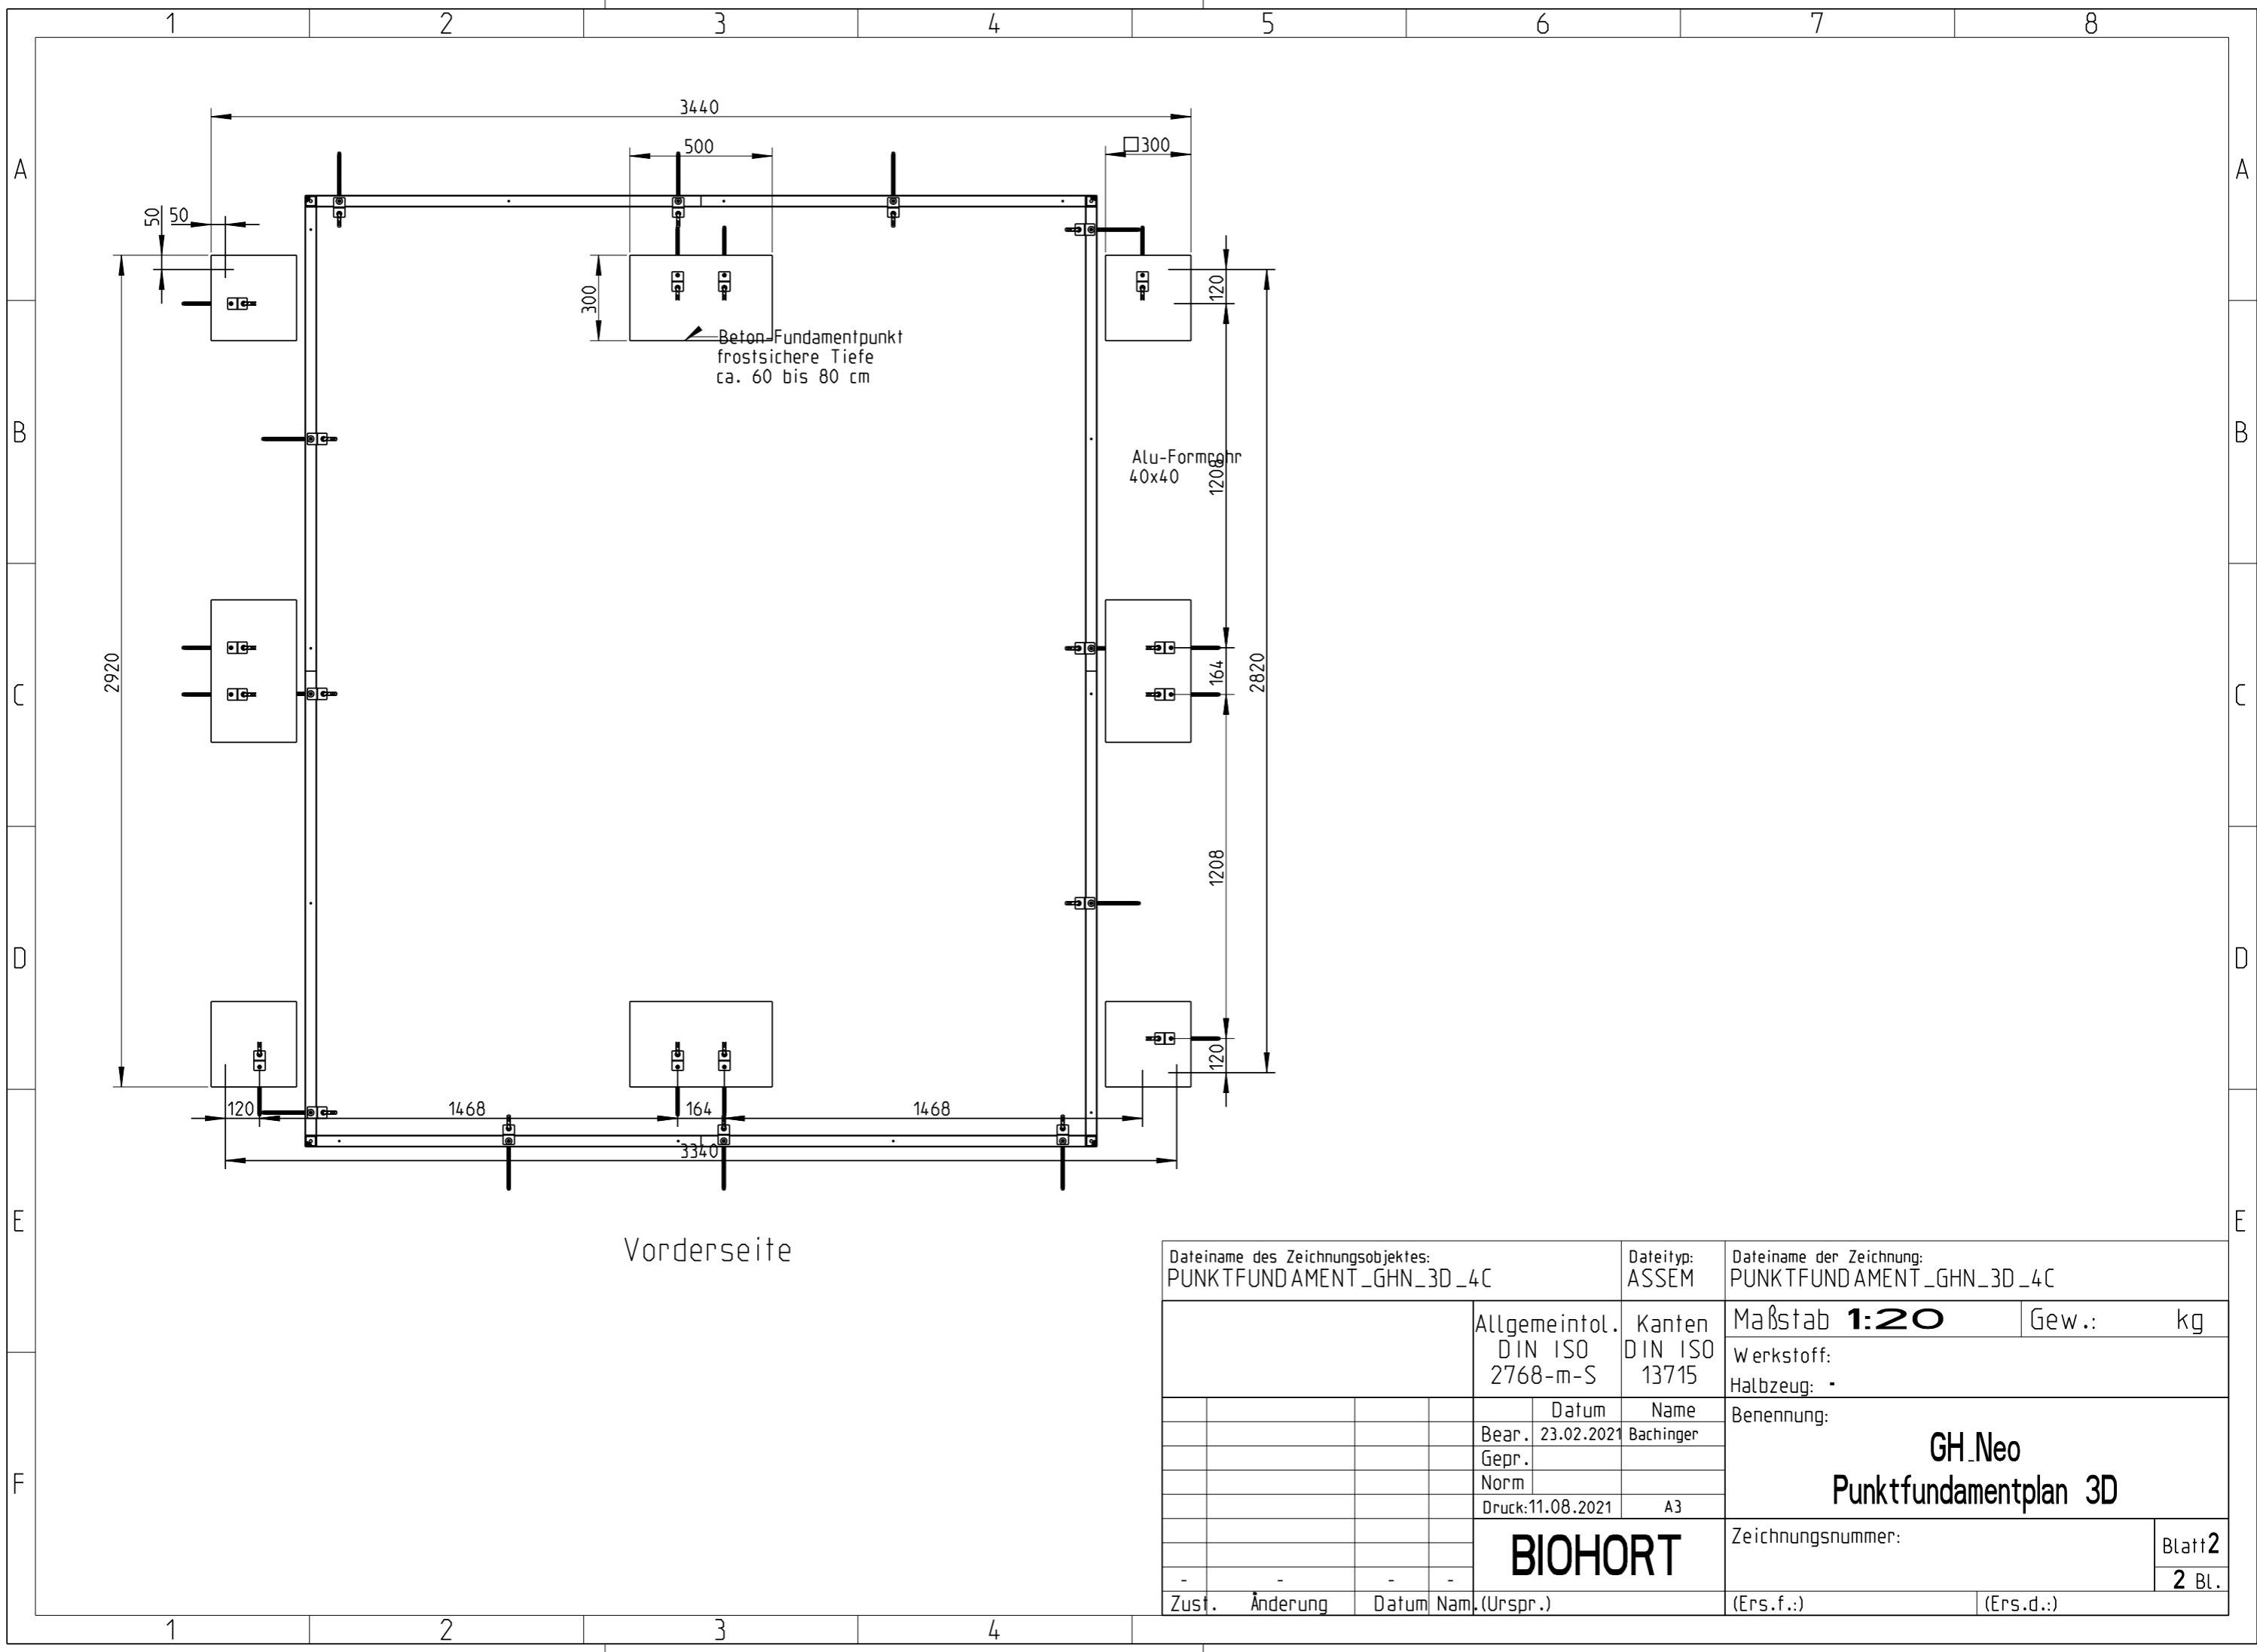 1 2 3 4 5 6 7 8
3440
500
□300
A A
50 50
120
300
Beton-Fundamentpunkt
frostsichere Tiefe
ca. 60 bis 80 cm
B B
Alu-Formrohr
40x40
1208
2920
164
2820
C C
1208
D D
120
120 1468 164 1468
3340
E E
Vorderseite
Dateiname des Zeichnungsobjektes: Dateityp: Dateiname der Zeichnung:
PUNKTFUNDAMENT_GHN_3D_4C ASSEM PUNKTFUNDAMENT_GHN_3D_4C
Allgemeintol. Kanten Maßstab 1:20 Gew.: kg
DIN ISO DIN ISO Werkstoff:
2768-m-S 13715 Halbzeug: -
Datum Name Benennung:
Bear. 23.02.2021 Bachinger
GH_Neo
Gepr.
F
Norm
Punktfundamentplan 3D
Druck:11.08.2021 A3
BIOHORT
Zeichnungsnummer:
Blatt2
- - - -
2 Bl.
Zust. Änderung Datum Nam. (Urspr.) (Ers.f.:) (Ers.d.:)
1 2 3 4